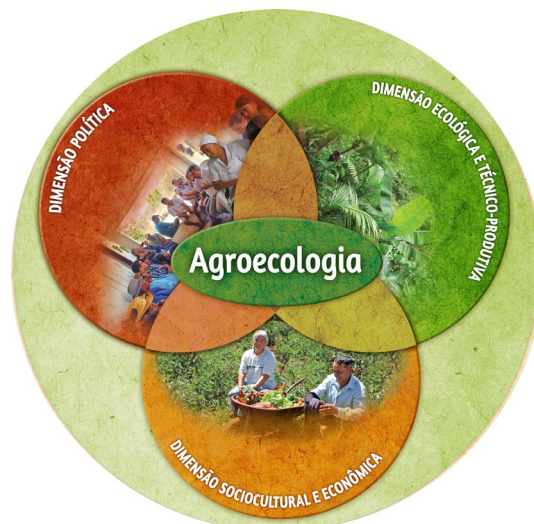 DIMENSÃO POLÍTICA
DIMENSÃO ECOLÓGICA E TÉCNICO-PRODUTIVA
Agroecologia
DIMENSÃO SOCIOCULTURAL E ECONÔMICA